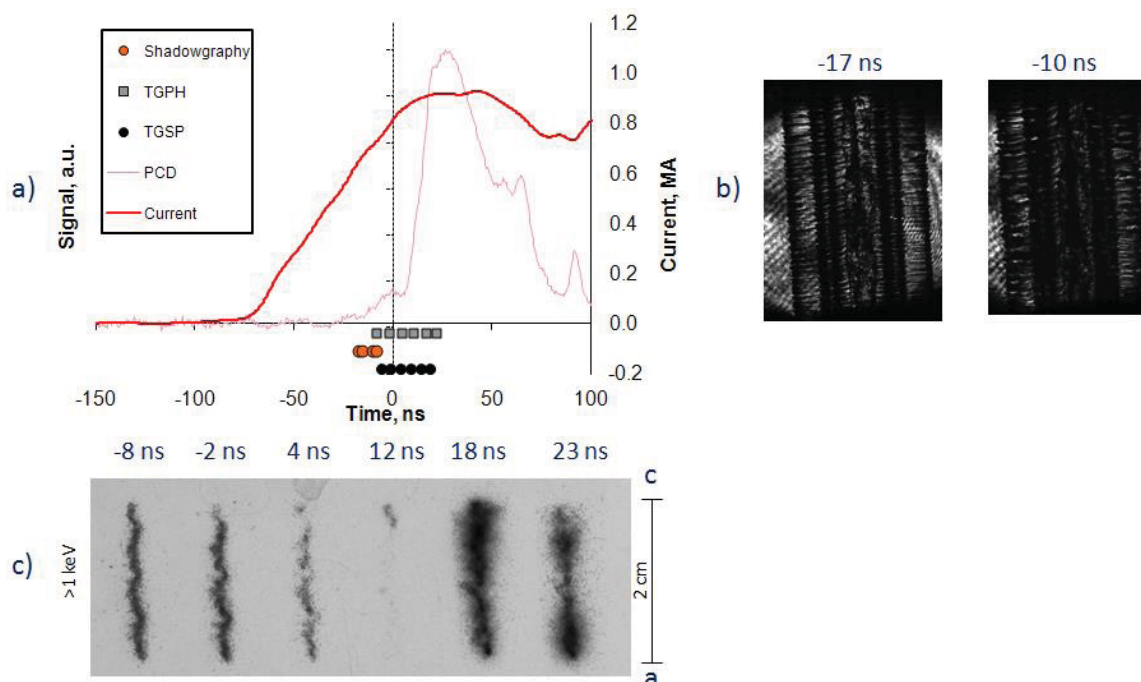 a)
Signal, a.u.
Shadowgraphy
TGPH
TGSP
PCD
Current
1.2
1.0
0.8
0.6
0.4
0.2
0.0
-0.2
Current, MA
-150
-100
-50
0
50
100
Time, ns
b)
-17 ns
-10 ns
c)
-8 ns
-2 ns
4 ns
12 ns
18 ns
23 ns
>1 keV
c
2 cm
a